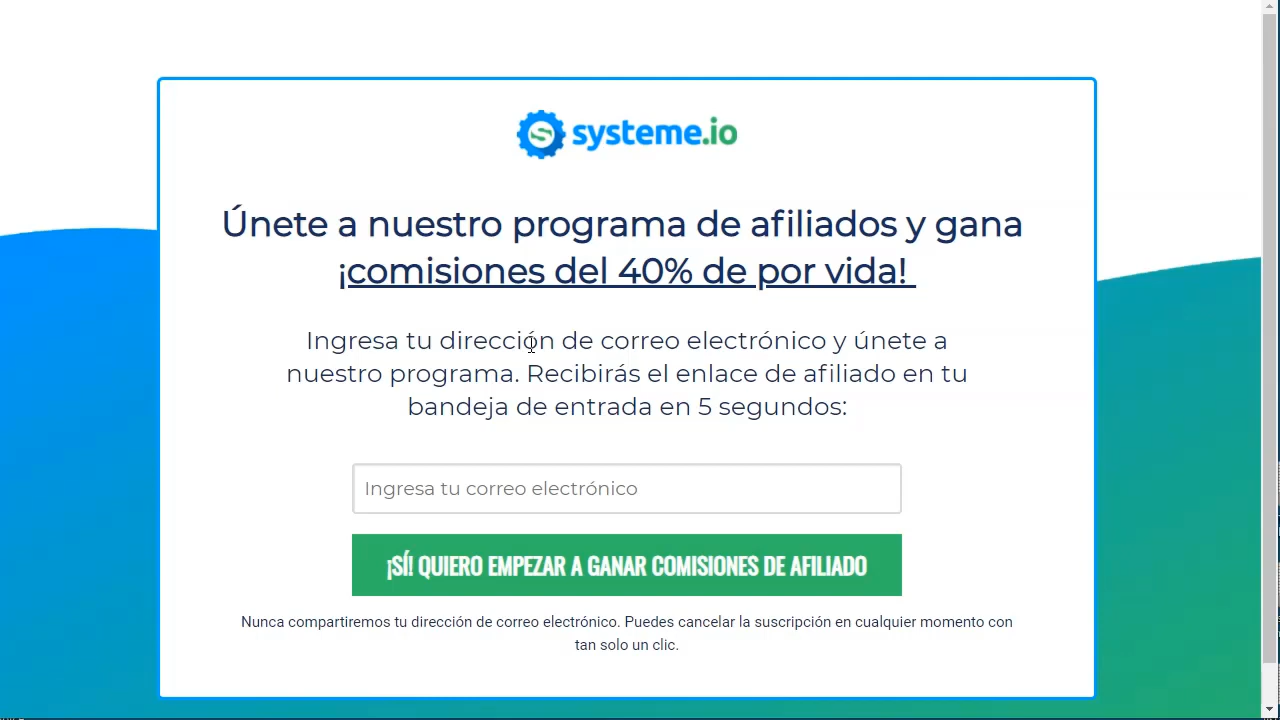 systeme.io
Únete a nuestro programa de afiliados y gana
¡comisiones del 40% de por vida!
Ingresa tu dirección de correo electrónico y únete a
nuestro programa. Recibirás el enlace de afiliado en tu
bandeja de entrada en 5 segundos:
Ingresa tu correo electrónico
¡SÍ! QUIERO EMPEZAR A GANAR COMISIONES DE AFILIADO
Nunca compartiremos tu dirección de correo electrónico. Puedes cancelar la suscripción en cualquier momento con
tan solo un clic.